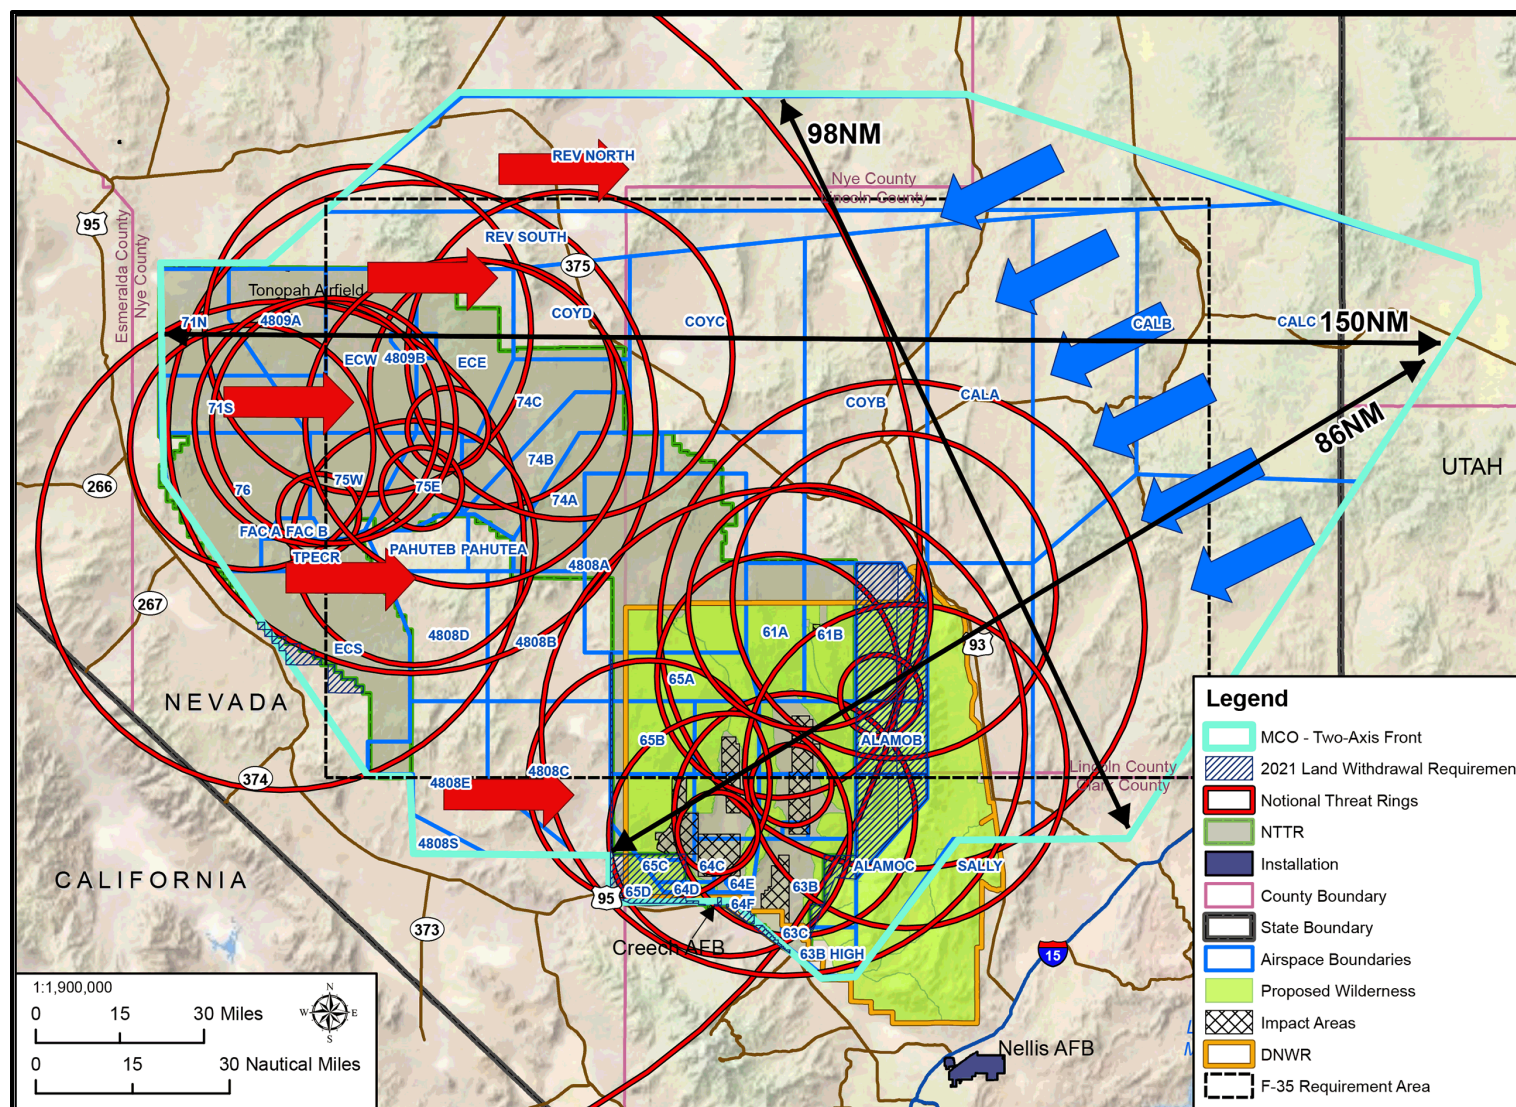 98NM
REV NORTH
Nye County
Lincoln County
95
Esmeralda County
Nye County
REV SOUTH
375
Tonopah Airfield
71N
4809A
COYD
COYC
CALB
CALC
150NM
ECW
4809B
ECE
CALA
COYB
74C
71S
86NM
74B
UTAH
266
76
75W
75E
74A
FAC A
FAC B
TPECR
PAHUTEB
PAHUTEA
4808A
267
4808D
4808B
61A
61B
93
ECS
65A
NEVADA
65B
ALAMOB
374
4808E
4808C
Lincoln County
Clark County
4808S
65C
64C
ALAMOC
SALLY
CALIFORNIA
65D
64D
64E
63B
95
64F
373
63C
Creech AFB
63B HIGH
15
Nellis AFB
Legend
MCO - Two-Axis Front
2021 Land Withdrawal Requiremen
Notional Threat Rings
NTTR
Installation
County Boundary
State Boundary
Airspace Boundaries
Proposed Wilderness
Impact Areas
DNWR
F-35 Requirement Area
1:1,900,000
0 15 30 Miles
0 15 30 Nautical Miles
N
W E
S